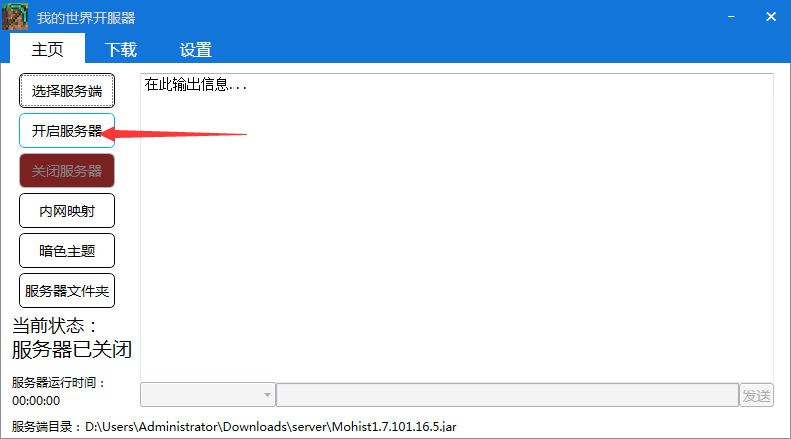 我的世界开服器
主页 下载 设置
选择服务端
开启服务器
关闭服务器
内网映射
暗色主题
服务器文件夹
在此输出信息...
当前状态：
服务器已关闭
服务器运行时间：
00:00:00
发送
服务端目录：D:\Users\Administrator\Downloads\server\Mohist1.7.101.16.5.jar